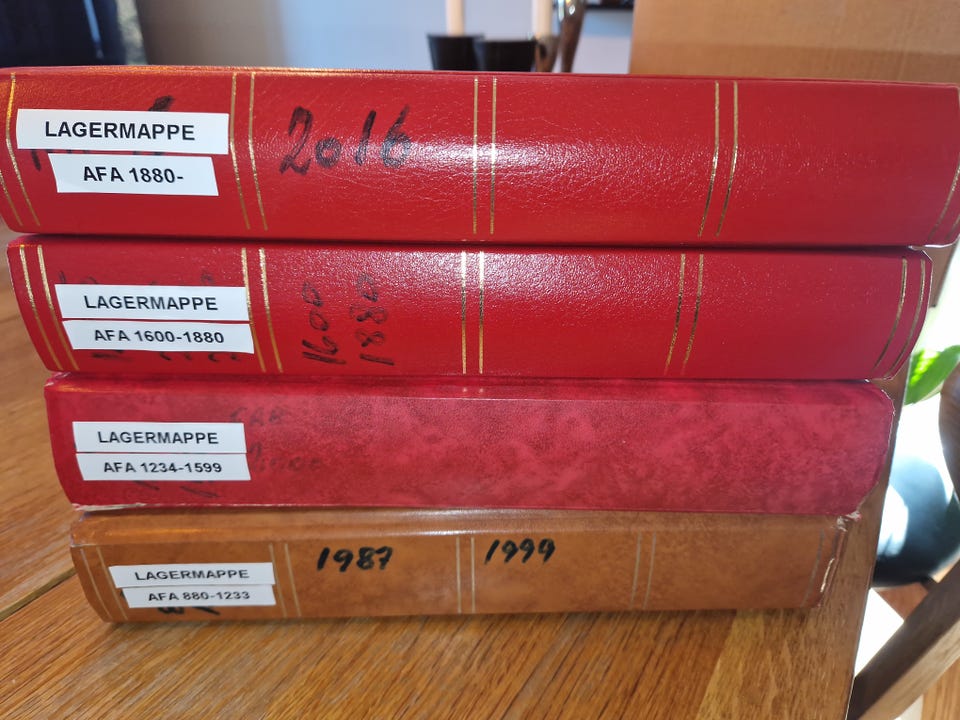 LAGERMAPPE
AFA 1880-
2016
LAGERMAPPE
AFA 1600-1880
1600
1880
LAGERMAPPE
AFA 1234-1599
LAGERMAPPE
AFA 880-1233
1987 1999